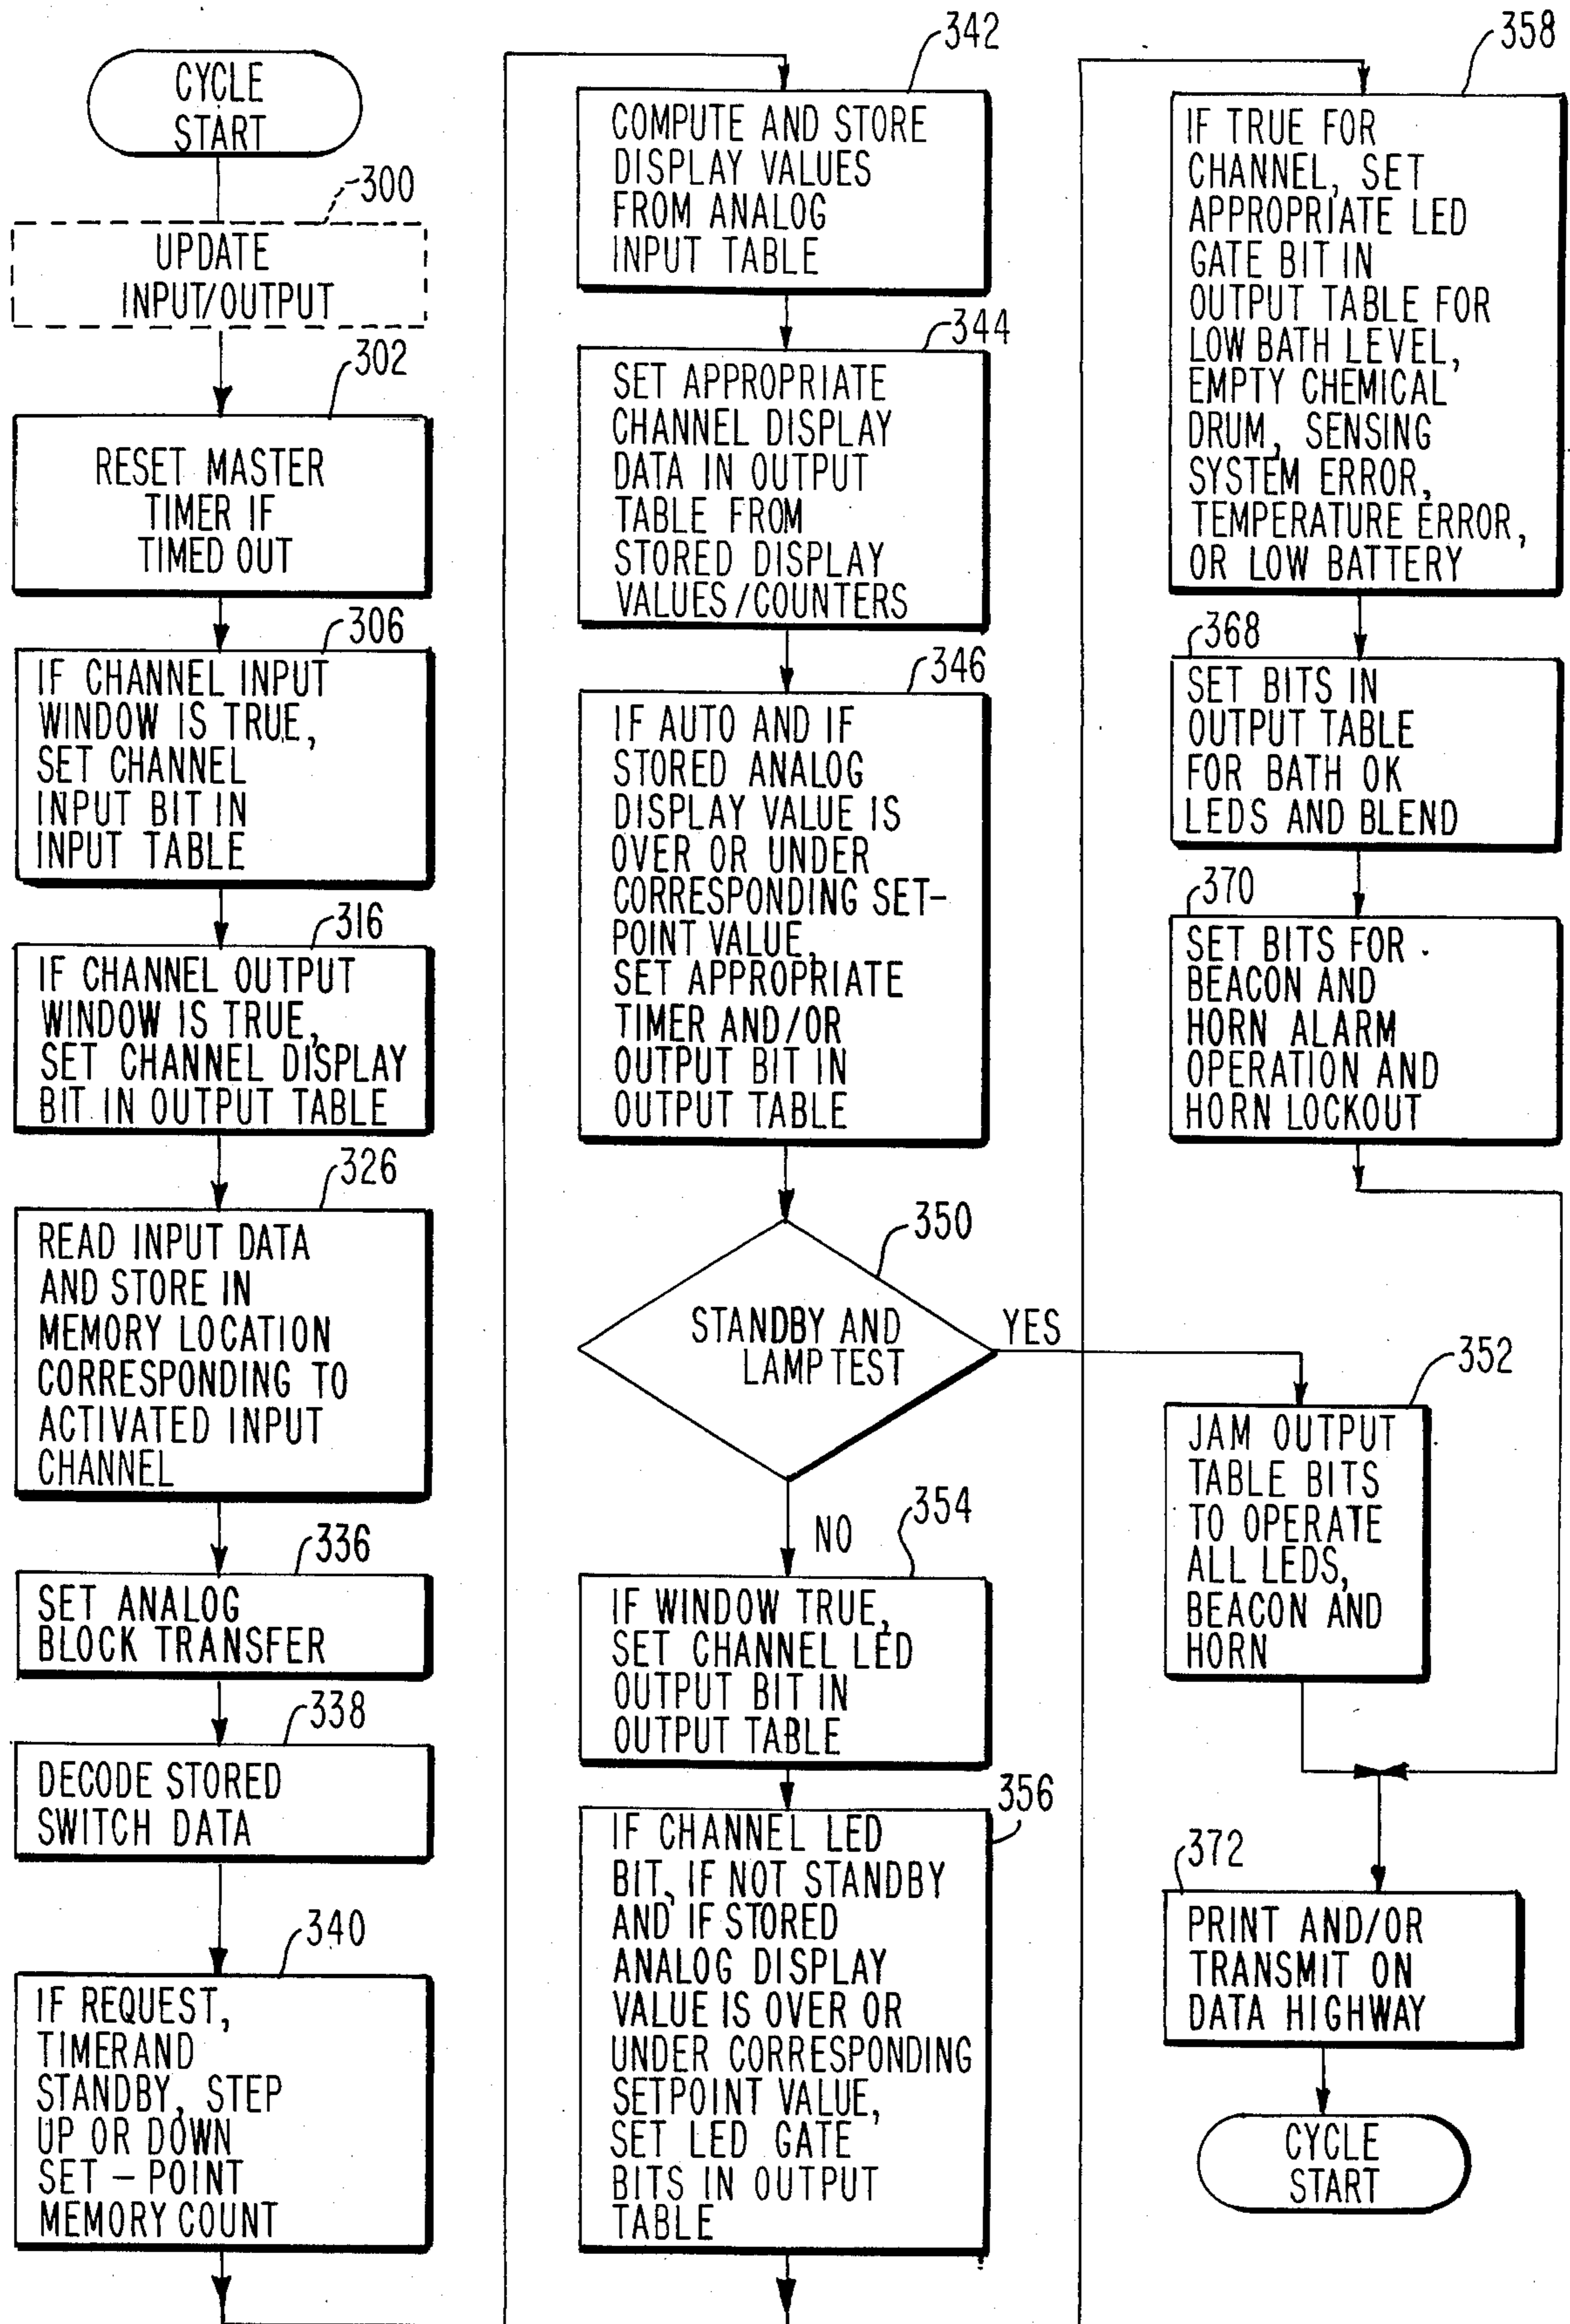 CYCLE
START
300
UPDATE
INPUT/OUTPUT
302
RESET MASTER
TIMER IF
TIMED OUT
306
IF CHANNEL INPUT
WINDOW IS TRUE,
SET CHANNEL
INPUT BIT IN
INPUT TABLE
316
IF CHANNEL OUTPUT
WINDOW IS TRUE,
SET CHANNEL DISPLAY
BIT IN OUTPUT TABLE
326
READ INPUT DATA
AND STORE IN
MEMORY LOCATION
CORRESPONDING TO
ACTIVATED INPUT
CHANNEL
336
SET ANALOG
BLOCK TRANSFER
338
DECODE STORED
SWITCH DATA
340
IF REQUEST,
TIMERAND
STANDBY, STEP
UP OR DOWN
SET – POINT
MEMORY COUNT
342
COMPUTE AND STORE
DISPLAY VALUES
FROM ANALOG
INPUT TABLE
344
SET APPROPRIATE
CHANNEL DISPLAY
DATA IN OUTPUT
TABLE FROM
STORED DISPLAY
VALUES/COUNTERS
346
IF AUTO AND IF
STORED ANALOG
DISPLAY VALUE IS
OVER OR UNDER
CORRESPONDING SET-
POINT VALUE,
SET APPROPRIATE
TIMER AND/OR
OUTPUT BIT IN
OUTPUT TABLE
350
STANDBY AND
LAMP TEST
YES
NO
354
IF WINDOW TRUE,
SET CHANNEL LED
OUTPUT BIT IN
OUTPUT TABLE
356
IF CHANNEL LED
BIT, IF NOT STANDBY
AND IF STORED
ANALOG DISPLAY
VALUE IS OVER OR
UNDER CORRESPONDING
SETPOINT VALUE,
SET LED GATE
BITS IN OUTPUT
TABLE
358
IF TRUE FOR
CHANNEL, SET
APPROPRIATE LED
GATE BIT IN
OUTPUT TABLE FOR
LOW BATH LEVEL,
EMPTY CHEMICAL
DRUM, SENSING
SYSTEM ERROR,
TEMPERATURE ERROR,
OR LOW BATTERY
368
SET BITS IN
OUTPUT TABLE
FOR BATH OK
LEDS AND BLEND
370
SET BITS FOR
BEACON AND
HORN ALARM
OPERATION AND
HORN LOCKOUT
352
JAM OUTPUT
TABLE BITS
TO OPERATE
ALL LEDS,
BEACON AND
HORN
372
PRINT AND/OR
TRANSMIT ON
DATA HIGHWAY
CYCLE
START